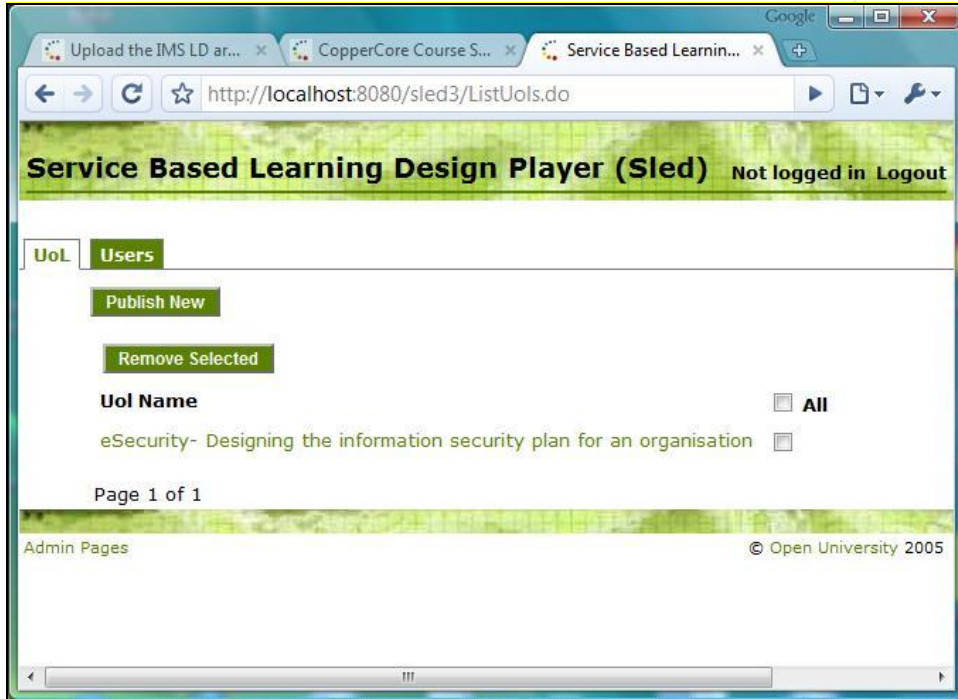 Google
Upload the IMS LD ar...
CopperCore Course S...
Service Based Learnin...
http://localhost:8080/sled3/ListUols.do
Service Based Learning Design Player (Sled)
Not logged in Logout
UoL
Users
Publish New
Remove Selected
Uol Name
All
eSecurity- Designing the information security plan for an organisation
Page 1 of 1
Admin Pages
© Open University 2005